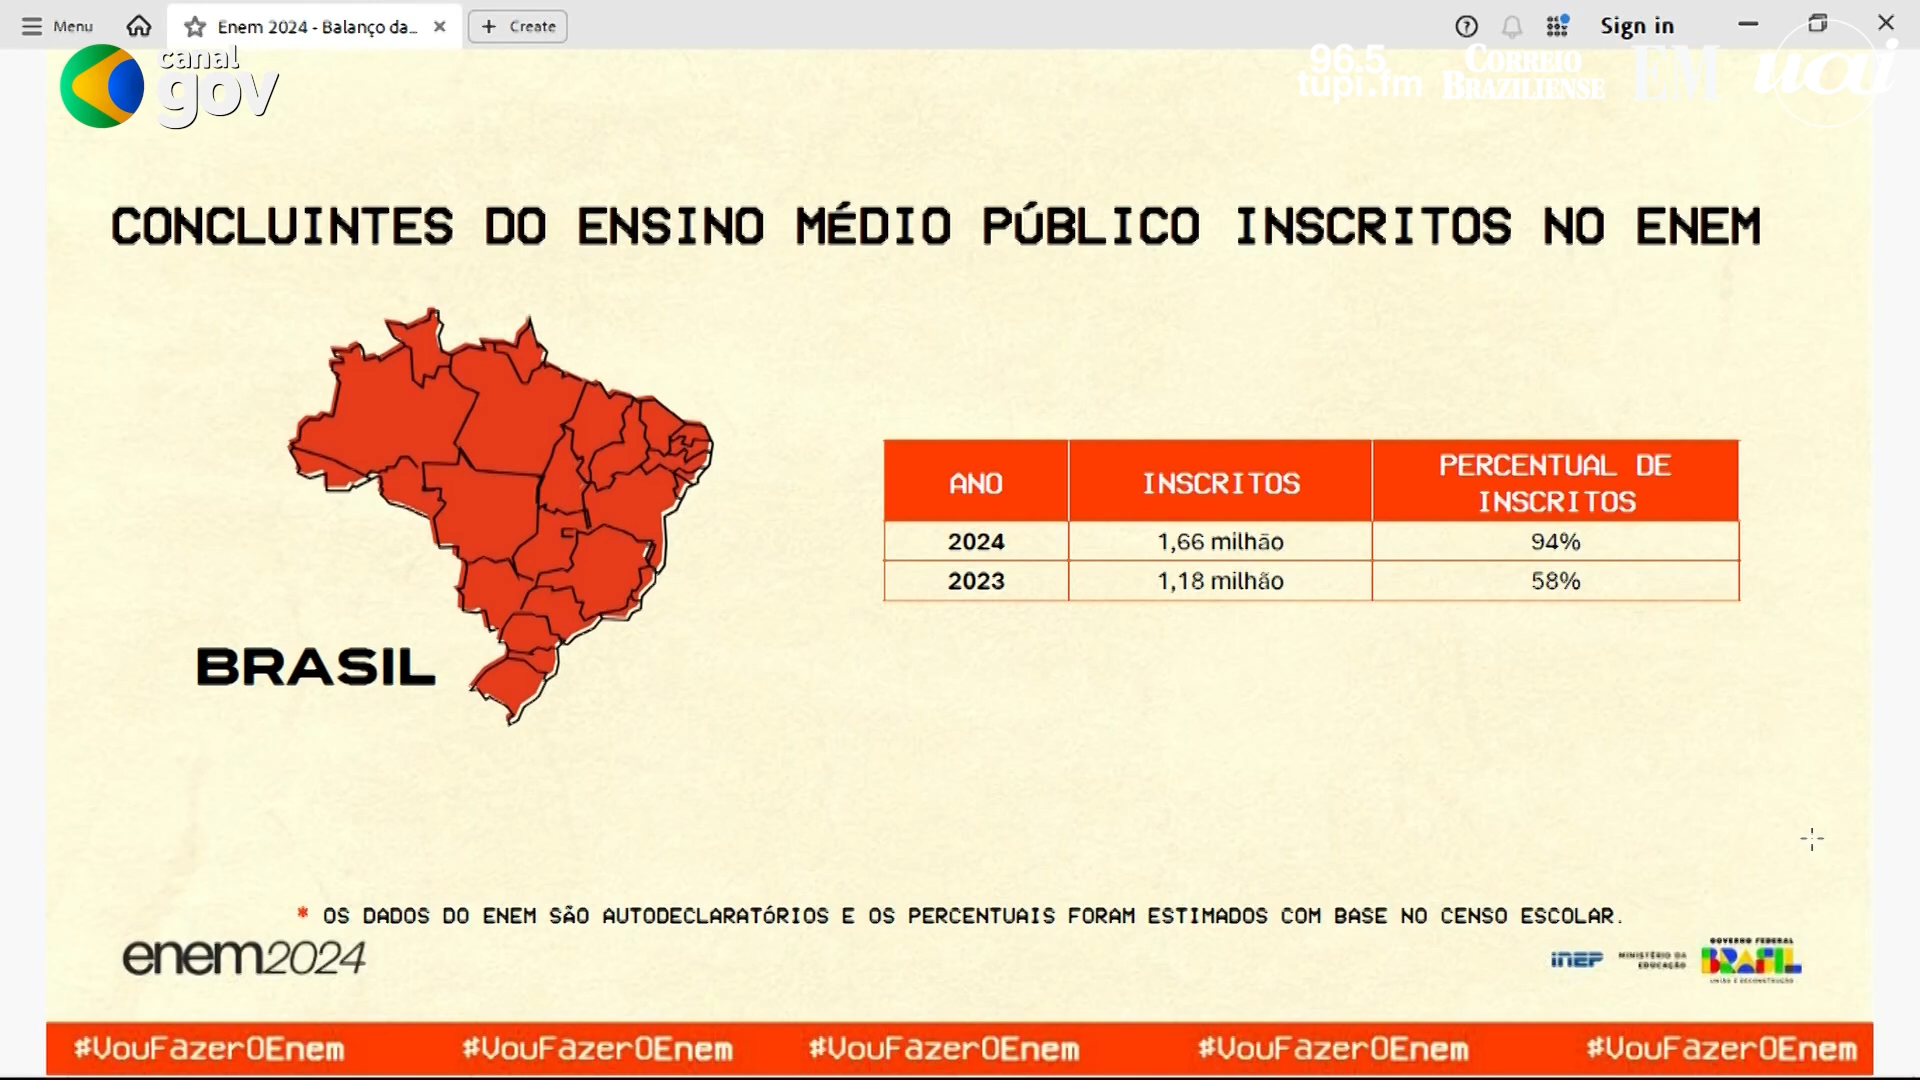 Menu
Enem 2024 - Balanço da...
+ Create
Sign in
canal
gov
96.5
tupi.fm
CORREIO
BRAZILIENSE
EM
uai
CONCLUINTES DO ENSINO MÉDIO PÚBLICO INSCRITOS NO ENEM
BRASIL
ANO INSCRITOS PERCENTUAL DE INSCRITOS
2024 1,66 milhão 94%
2023 1,18 milhão 58%
* OS DADOS DO ENEM SÃO AUTODECLARATÓRIOS E OS PERCENTUAIS FORAM ESTIMADOS COM BASE NO CENSO ESCOLAR.
enem2024
INEP
MINISTÉRIO DA
EDUCAÇÃO
GOVERNO FEDERAL
BRASIL
UNIÃO E RECONSTRUÇÃO
#VouFazerOEnem #VouFazerOEnem #VouFazerOEnem #VouFazerOEnem #VouFazerOEnem